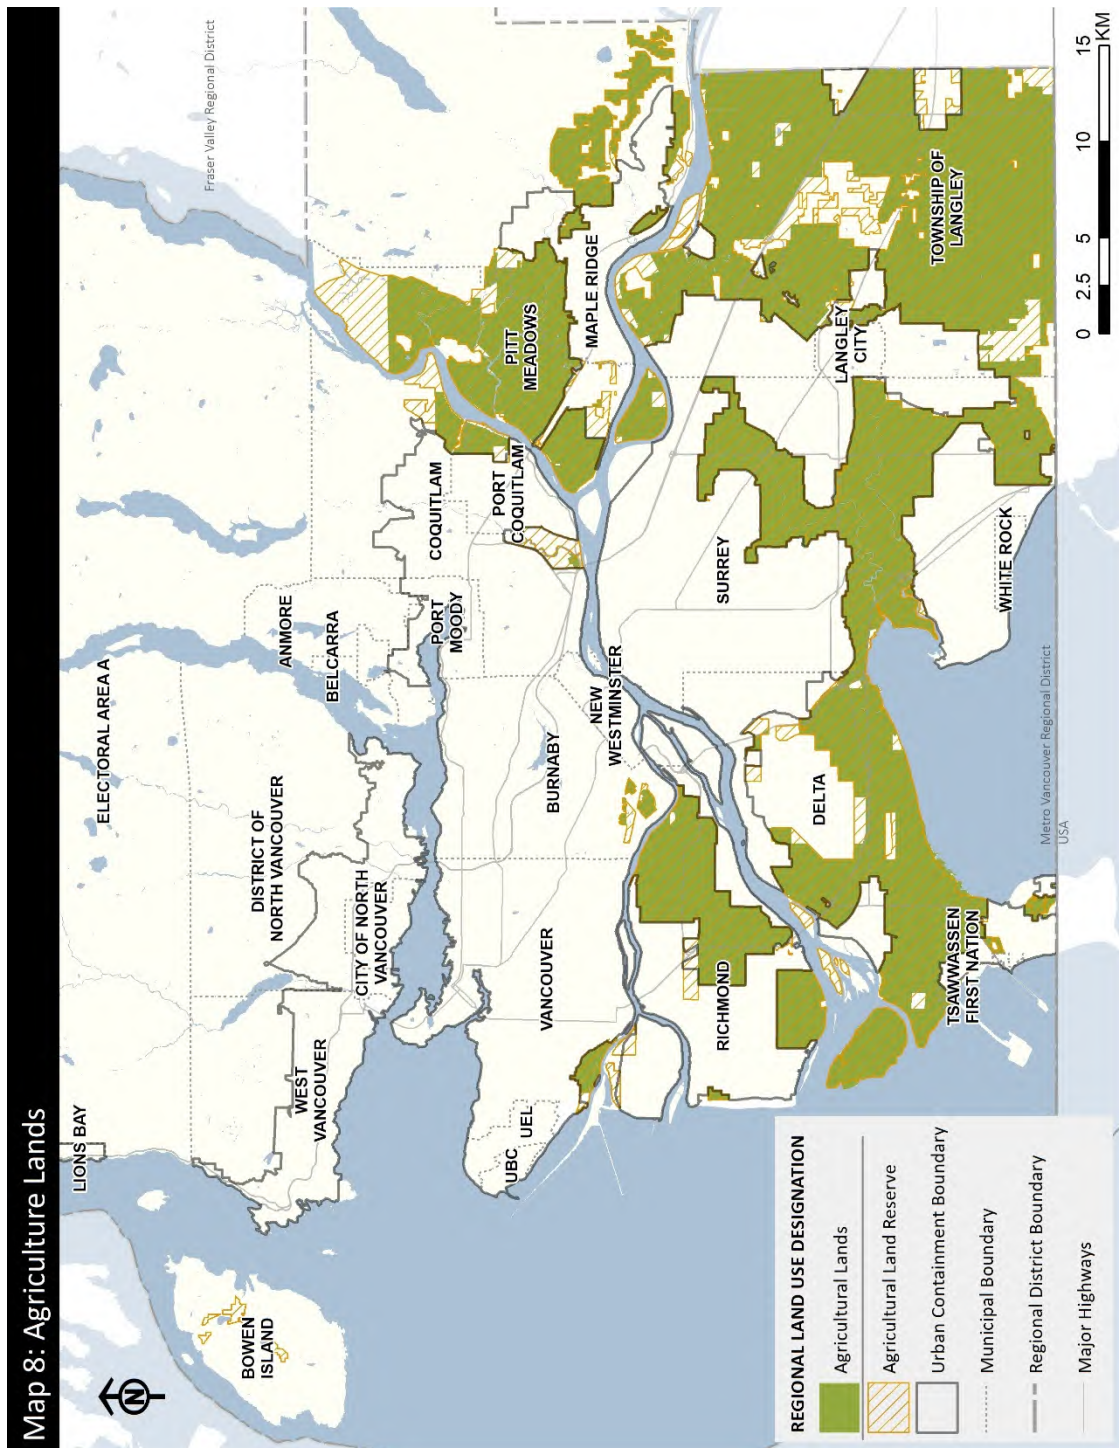 Map 8: Agriculture Lands
N
LIONS BAY
ELECTORAL AREA A
Fraser Valley Regional District
BOWEN
ISLAND
WEST
VANCOUVER
DISTRICT OF
NORTH VANCOUVER
CITY OF NORTH
VANCOUVER
ANMORE
BELCARRA
PORT
MOODY
COQUITLAM
PORT
COQUITLAM
PITT
MEADOWS
MAPLE RIDGE
UBC
UEL
VANCOUVER
BURNABY
NEW
WESTMINSTER
RICHMOND
SURREY
DELTA
LANGLEY
CITY
TOWNSHIP OF
LANGLEY
TSAWWASSEN
FIRST NATION
WHITE ROCK
Metro Vancouver Regional District
USA
REGIONAL LAND USE DESIGNATION
Agricultural Lands
Agricultural Land Reserve
Urban Containment Boundary
Municipal Boundary
Regional District Boundary
Major Highways
0 2.5 5 10 15
KM